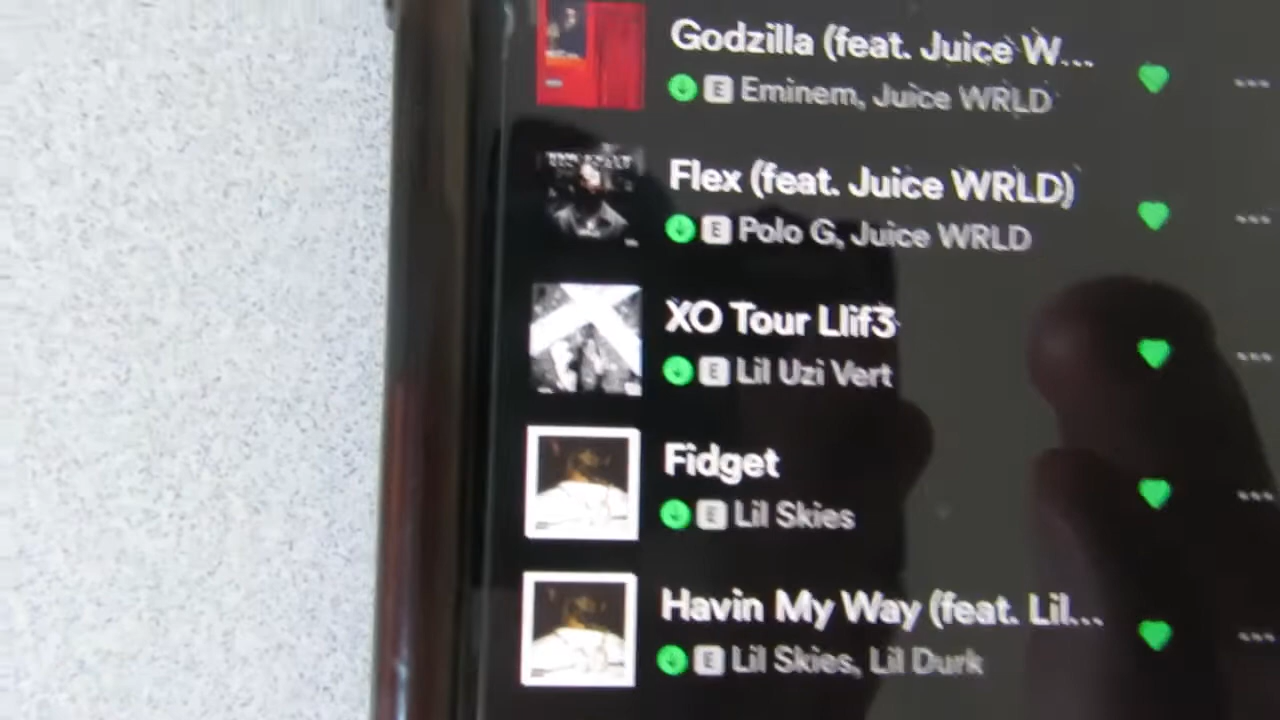 Godzilla (feat. Juice W...
E Eminem, Juice WRLD
Flex (feat. Juice WRLD)
E Polo G, Juice WRLD
XO Tour Llif3
E Lil Uzi Vert
Fidget
E Lil Skies
Havin My Way (feat. Lil...
E Lil Skies, Lil Durk